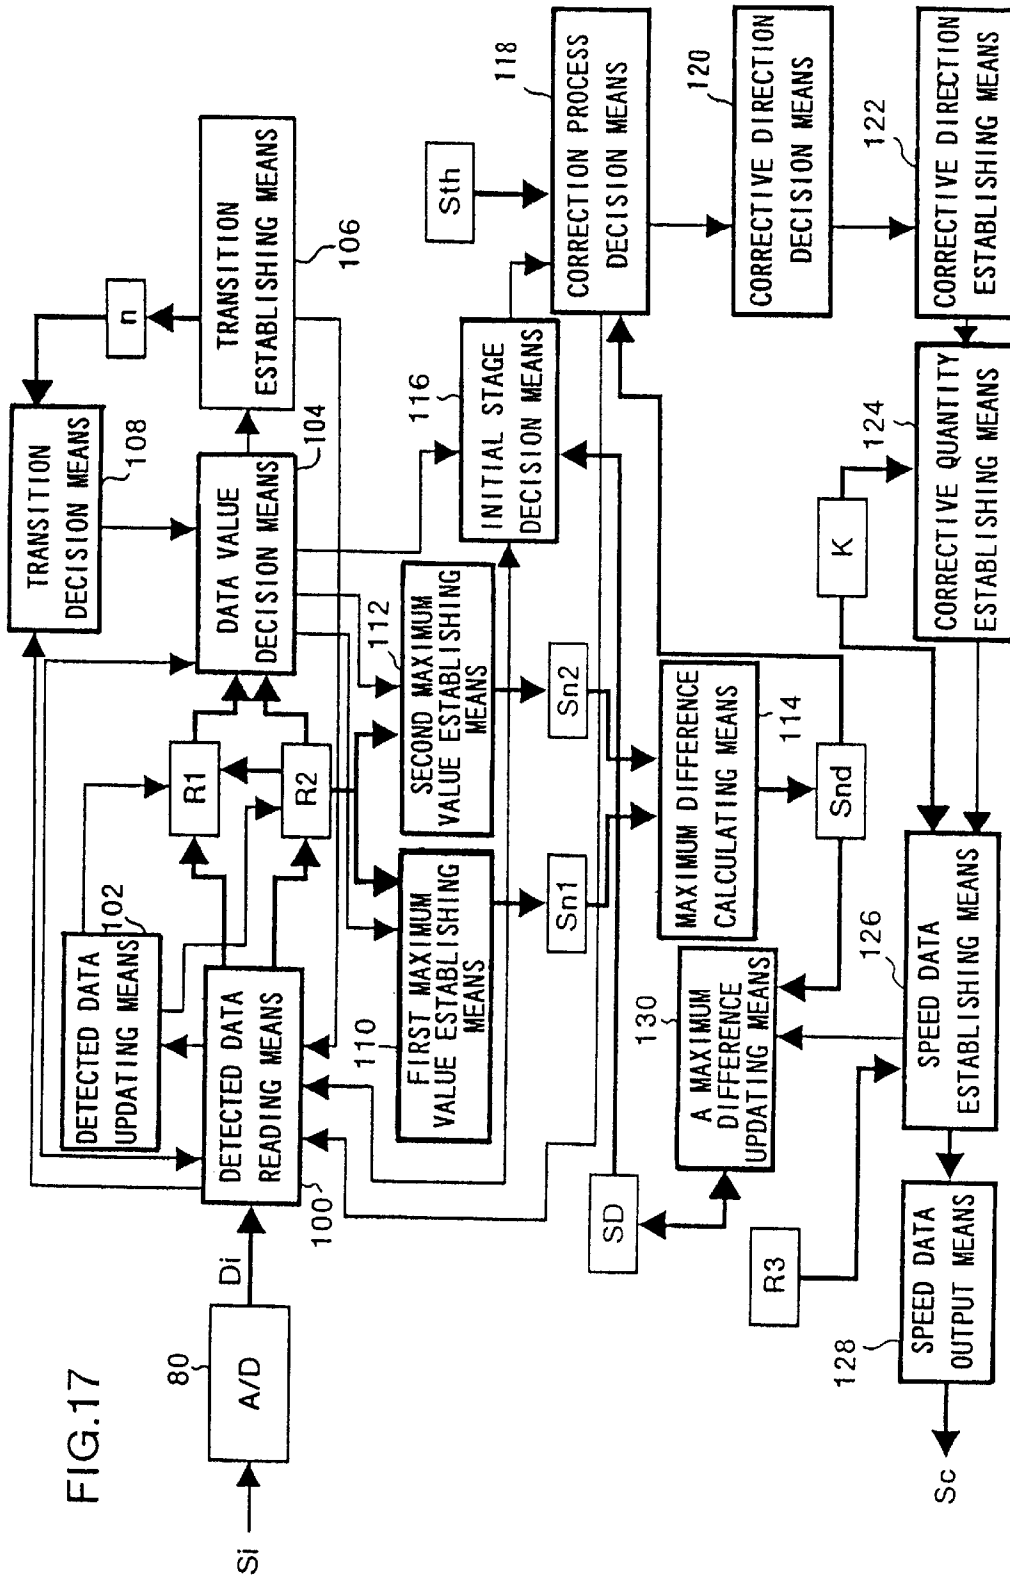 FIG.17
Si
A/D
80
Di
DETECTED DATA
READING MEANS
100
DETECTED DATA
UPDATING MEANS
102
R1
R2
TRANSITION
DECISION MEANS
108
n
DATA VALUE
DECISION MEANS
104
TRANSITION
ESTABLISHING MEANS
106
FIRST MAXIMUM
VALUE ESTABLISHING
MEANS
110
SECOND MAXIMUM
VALUE ESTABLISHING
MEANS
112
INITIAL STAGE
DECISION MEANS
116
Sth
Sn1
Sn2
CORRECTION PROCESS
DECISION MEANS
118
SD
MAXIMUM DIFFERENCE
CALCULATING MEANS
114
A MAXIMUM
DIFFERENCE
UPDATING MEANS
130
Snd
CORRECTIVE DIRECTION
DECISION MEANS
120
R3
K
SPEED DATA
OUTPUT MEANS
128
SPEED DATA
ESTABLISHING MEANS
126
CORRECTIVE QUANTITY
ESTABLISHING MEANS
124
CORRECTIVE DIRECTION
ESTABLISHING MEANS
122
Sc